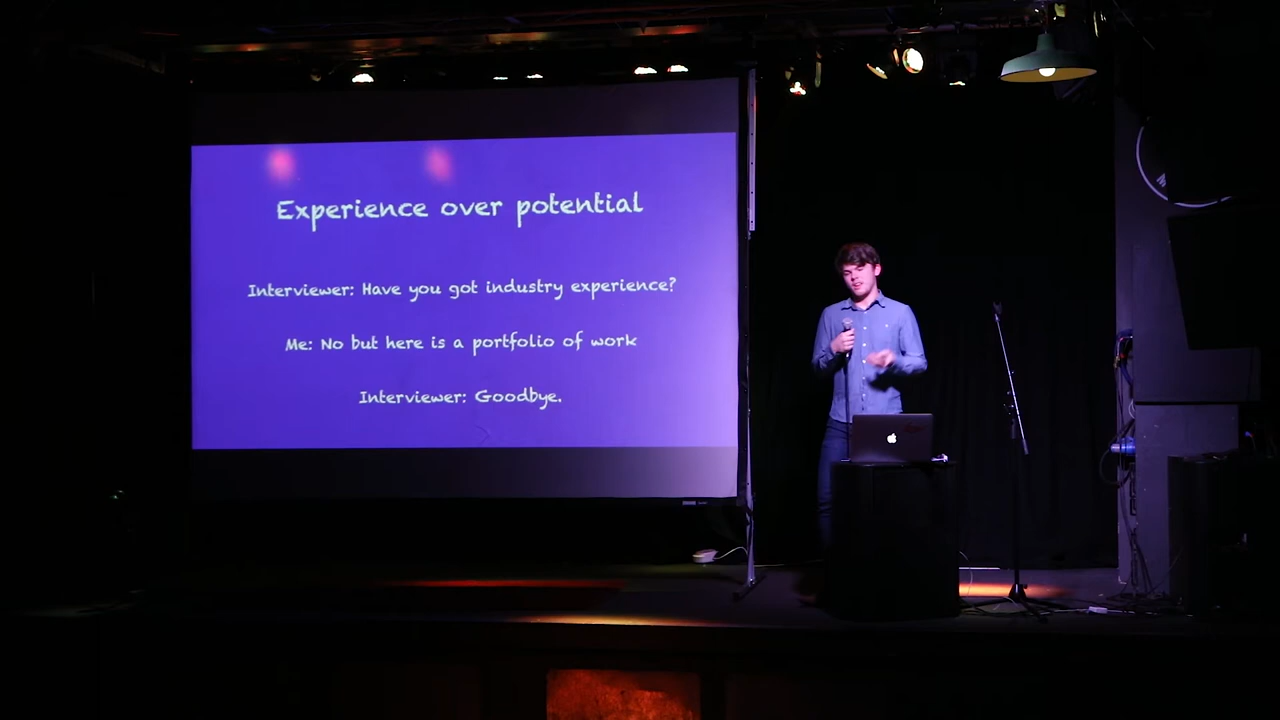 Experience over potential
Interviewer: Have you got industry experience?
Me: No but here is a portfolio of work
Interviewer: Goodbye.